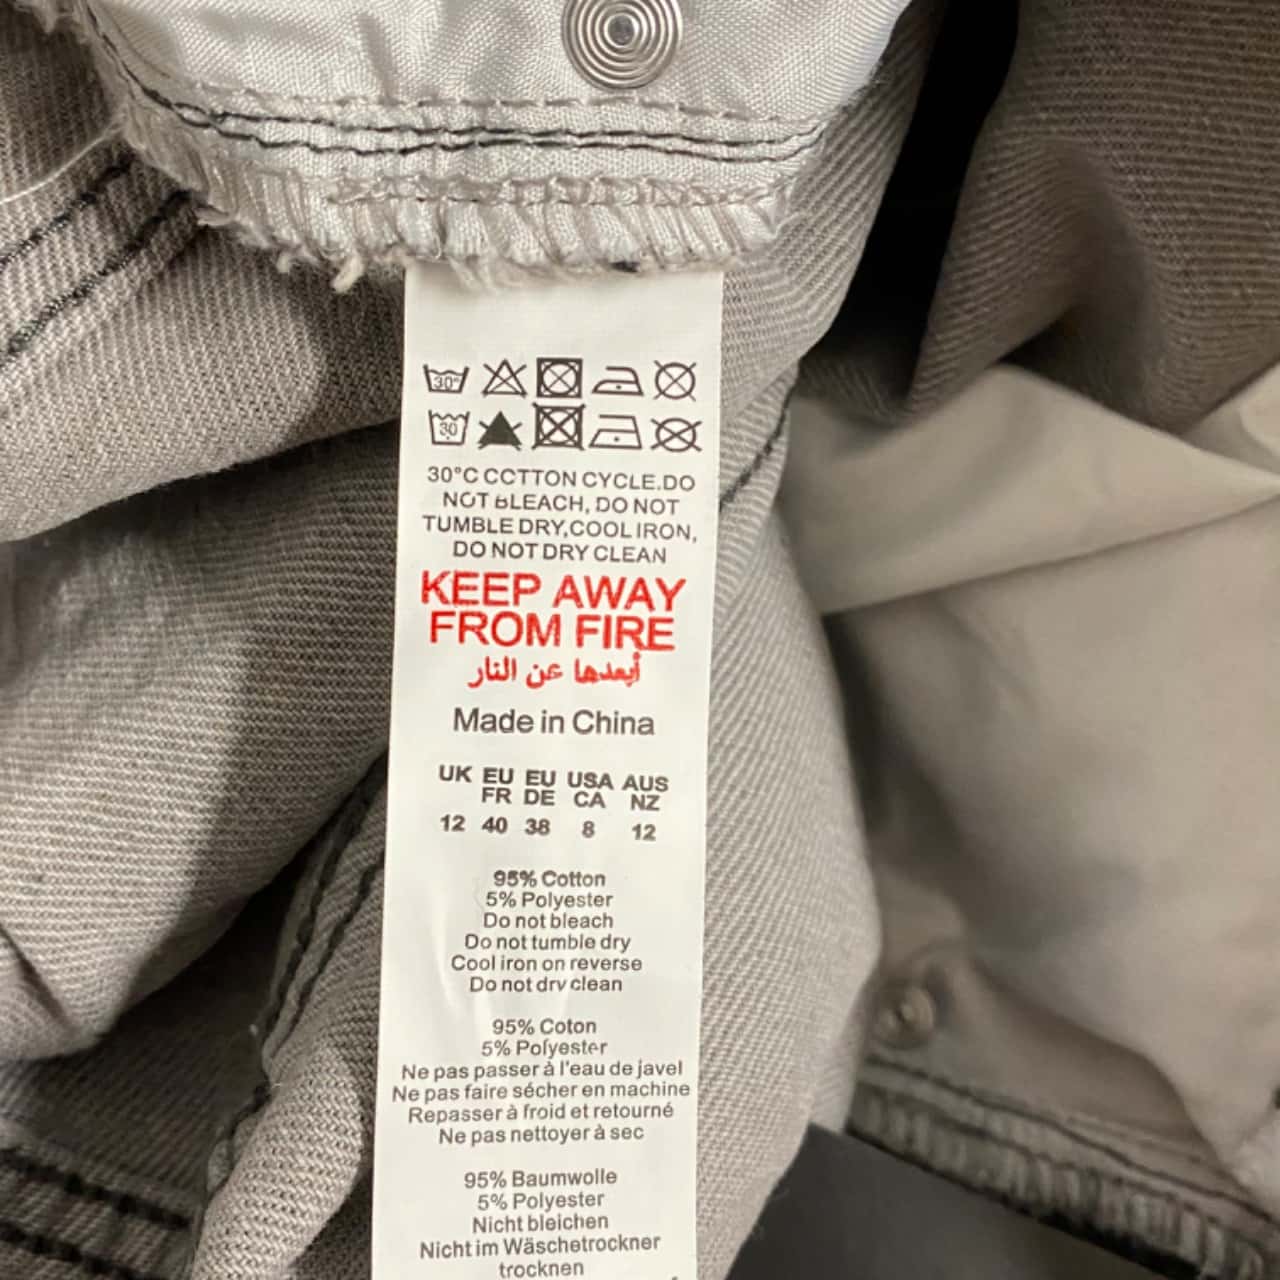 30°
30
30°C CCTTON CYCLE.DO
NOT BLEACH, DO NOT
TUMBLE DRY,COOL IRON,
DO NOT DRY CLEAN
KEEP AWAY
FROM FIRE
أبعدها عن النار
Made in China
UK EU EU USA AUS
FR DE CA NZ
12 40 38 8 12
95% Cotton
5% Polyester
Do not bleach
Do not tumble dry
Cool iron on reverse
Do not dry clean
95% Coton
5% Polyester
Ne pas passer à l'eau de javel
Ne pas faire sécher en machine
Repasser à froid et retourné
Ne pas nettoyer à sec
95% Baumwolle
5% Polyester
Nicht bleichen
Nicht im Wäschetrockner
trocknen